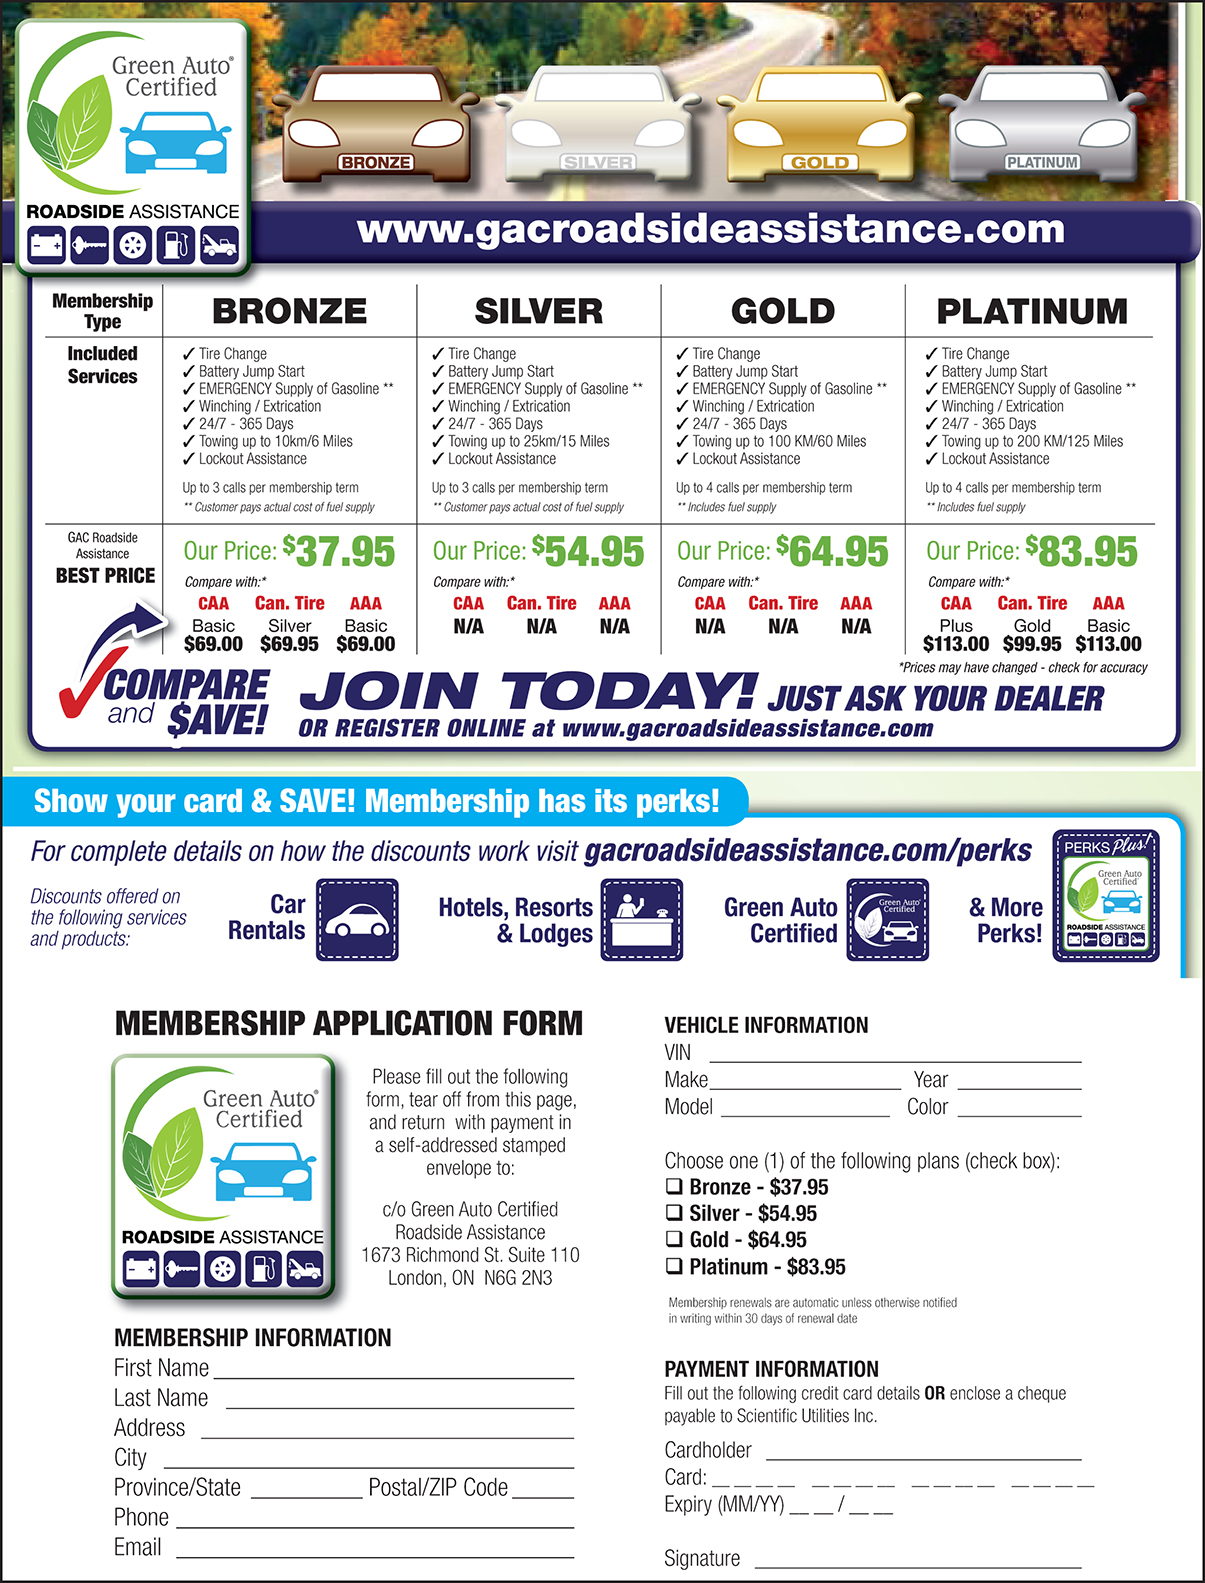 Green Auto®
Certified
ROADSIDE ASSISTANCE
BRONZE
SILVER
GOLD
PLATINUM
www.gacroadsideassistance.com
Membership
Type
BRONZE
SILVER
GOLD
PLATINUM
Included
Services
✓ Tire Change
✓ Battery Jump Start
✓ EMERGENCY Supply of Gasoline **
✓ Winching / Extrication
✓ 24/7 - 365 Days
✓ Towing up to 10km/6 Miles
✓ Lockout Assistance
Up to 3 calls per membership term
** Customer pays actual cost of fuel supply
✓ Tire Change
✓ Battery Jump Start
✓ EMERGENCY Supply of Gasoline **
✓ Winching / Extrication
✓ 24/7 - 365 Days
✓ Towing up to 25km/15 Miles
✓ Lockout Assistance
Up to 3 calls per membership term
** Customer pays actual cost of fuel supply
✓ Tire Change
✓ Battery Jump Start
✓ EMERGENCY Supply of Gasoline **
✓ Winching / Extrication
✓ 24/7 - 365 Days
✓ Towing up to 100 KM/60 Miles
✓ Lockout Assistance
Up to 4 calls per membership term
** Includes fuel supply
✓ Tire Change
✓ Battery Jump Start
✓ EMERGENCY Supply of Gasoline **
✓ Winching / Extrication
✓ 24/7 - 365 Days
✓ Towing up to 200 KM/125 Miles
✓ Lockout Assistance
Up to 4 calls per membership term
** Includes fuel supply
GAC Roadside
Assistance
BEST PRICE
Our Price: $37.95
Compare with:*
CAA Can. Tire AAA
Basic Silver Basic
$69.00 $69.95 $69.00
Our Price: $54.95
Compare with:*
CAA Can. Tire AAA
N/A N/A N/A
Our Price: $64.95
Compare with:*
CAA Can. Tire AAA
N/A N/A N/A
Our Price: $83.95
Compare with:*
CAA Can. Tire AAA
Plus Gold Basic
$113.00 $99.95 $113.00
*Prices may have changed - check for accuracy
COMPARE
and $AVE!
JOIN TODAY! JUST ASK YOUR DEALER
OR REGISTER ONLINE at www.gacroadsideassistance.com
Show your card & SAVE! Membership has its perks!
For complete details on how the discounts work visit gacroadsideassistance.com/perks
Discounts offered on
the following services
and products:
Car
Rentals
Hotels, Resorts
& Lodges
Green Auto
Certified
Green Auto®
Certified
& More
Perks!
PERKS Plus!
Green Auto
Certified
ROADSIDE ASSISTANCE
MEMBERSHIP APPLICATION FORM
Green Auto®
Certified
ROADSIDE ASSISTANCE
Please fill out the following
form, tear off from this page,
and return with payment in
a self-addressed stamped
envelope to:
c/o Green Auto Certified
Roadside Assistance
1673 Richmond St. Suite 110
London, ON N6G 2N3
MEMBERSHIP INFORMATION
First Name
Last Name
Address
City
Province/State Postal/ZIP Code
Phone
Email
VEHICLE INFORMATION
VIN
Make Year
Model Color
Choose one (1) of the following plans (check box):
❑ Bronze - $37.95
❑ Silver - $54.95
❑ Gold - $64.95
❑ Platinum - $83.95
Membership renewals are automatic unless otherwise notified
in writing within 30 days of renewal date
PAYMENT INFORMATION
Fill out the following credit card details OR enclose a cheque
payable to Scientific Utilities Inc.
Cardholder
Card: _ _ _ _ _ _ _ _ _ _ _ _ _ _ _ _
Expiry (MM/YY) _ _ / _ _
Signature